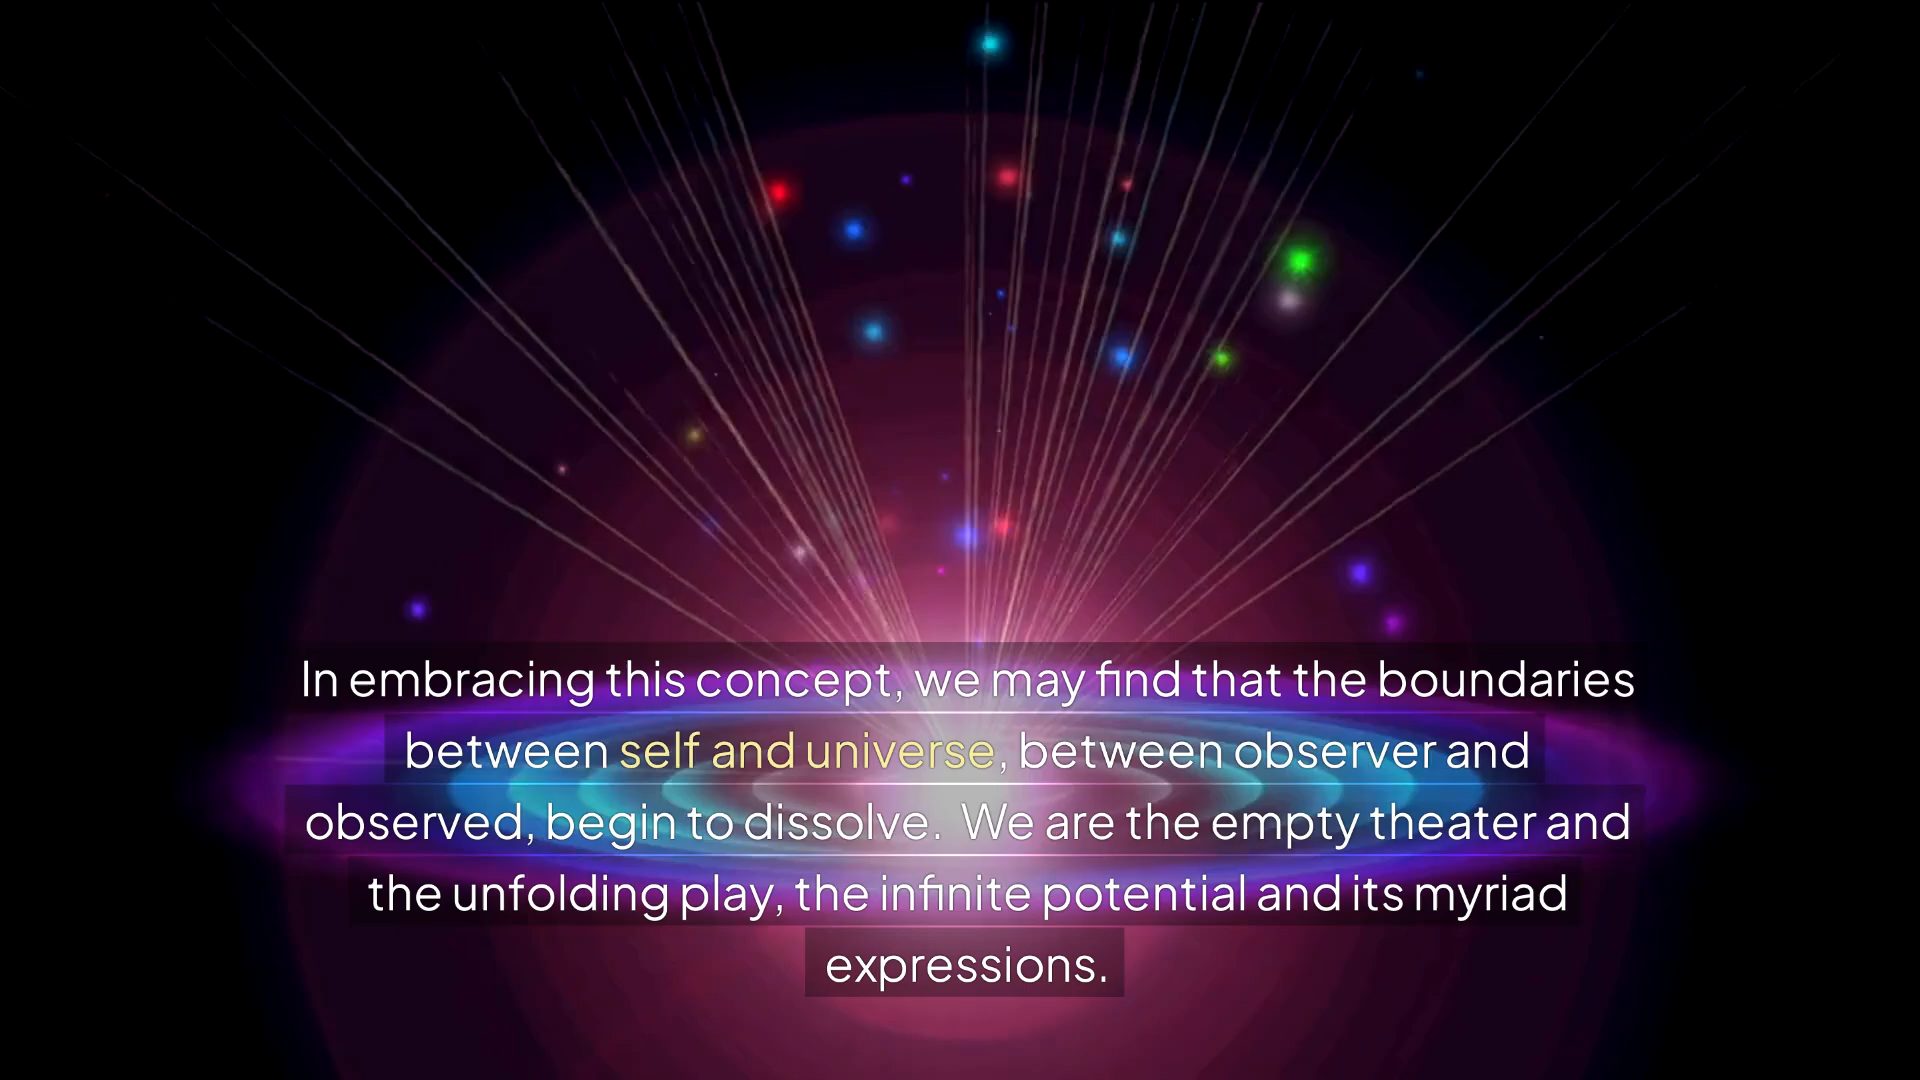 In embracing this concept, we may find that the boundaries
between self and universe, between observer and
observed, begin to dissolve.  We are the empty theater and
the unfolding play, the infinite potential and its myriad
expressions.